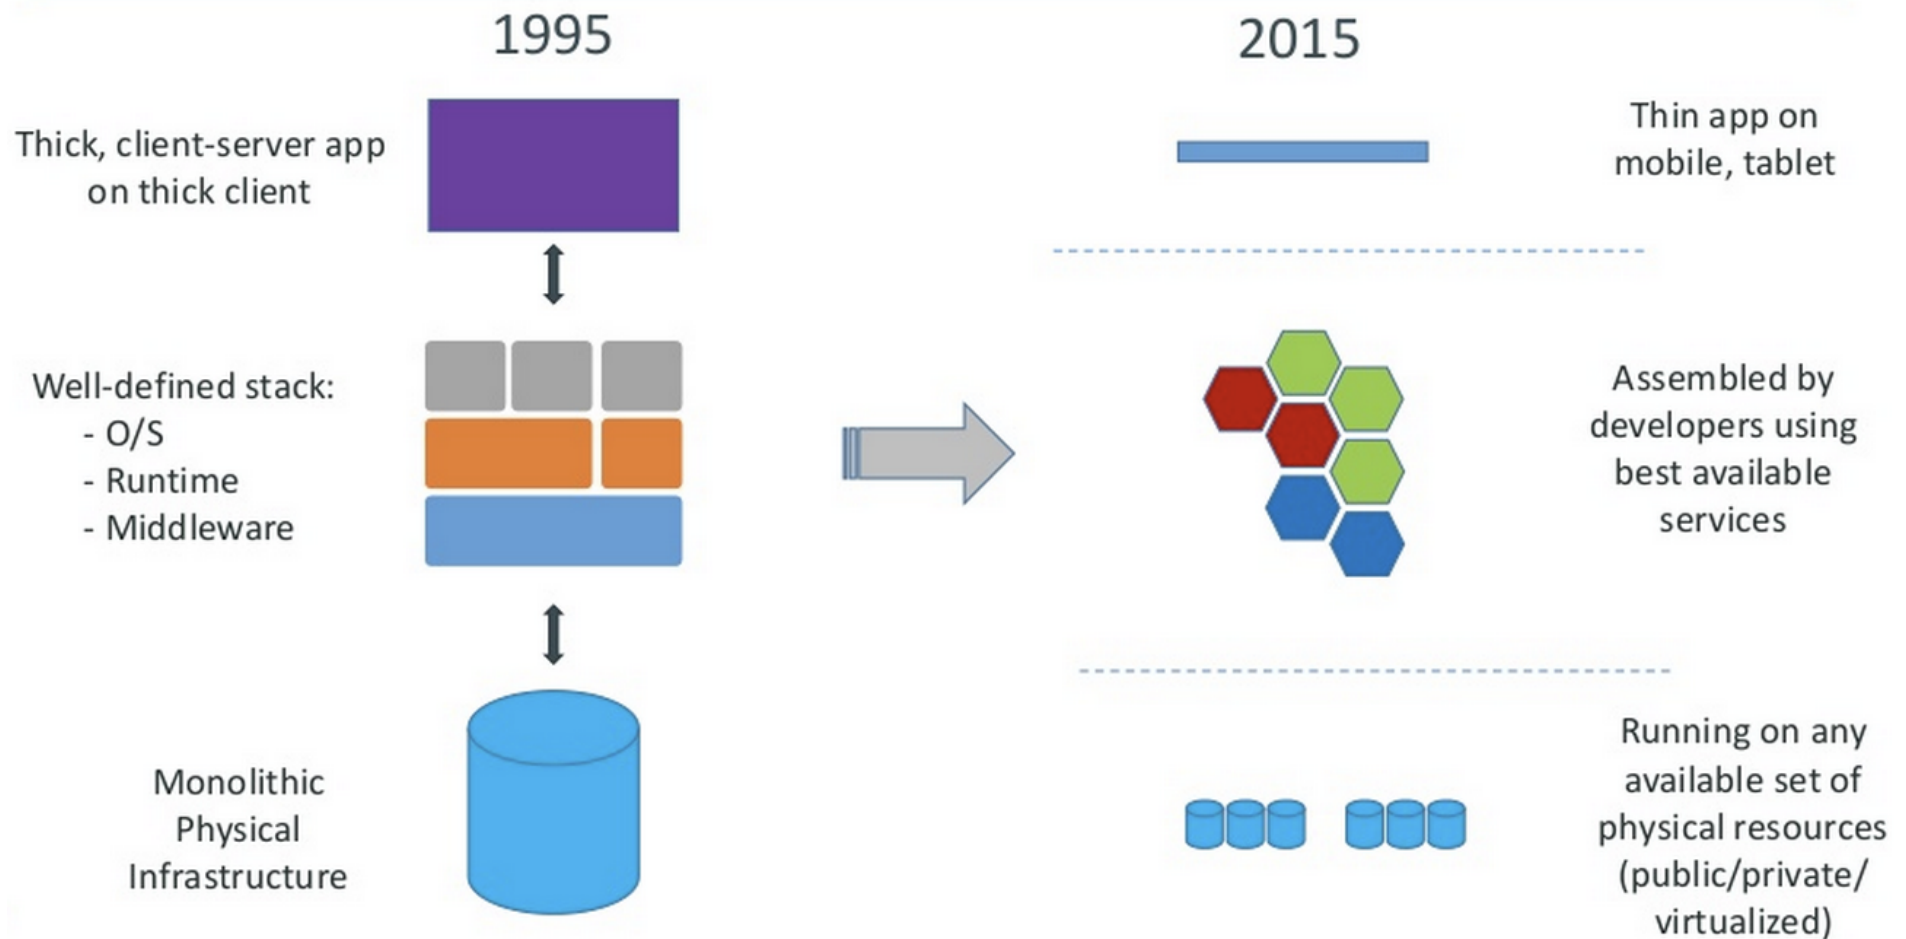 1995
Thick, client-server app
on thick client
Well-defined stack:
- O/S
- Runtime
- Middleware
Monolithic
Physical
Infrastructure
2015
Thin app on
mobile, tablet
Assembled by
developers using
best available
services
Running on any
available set of
physical resources
(public/private/
virtualized)